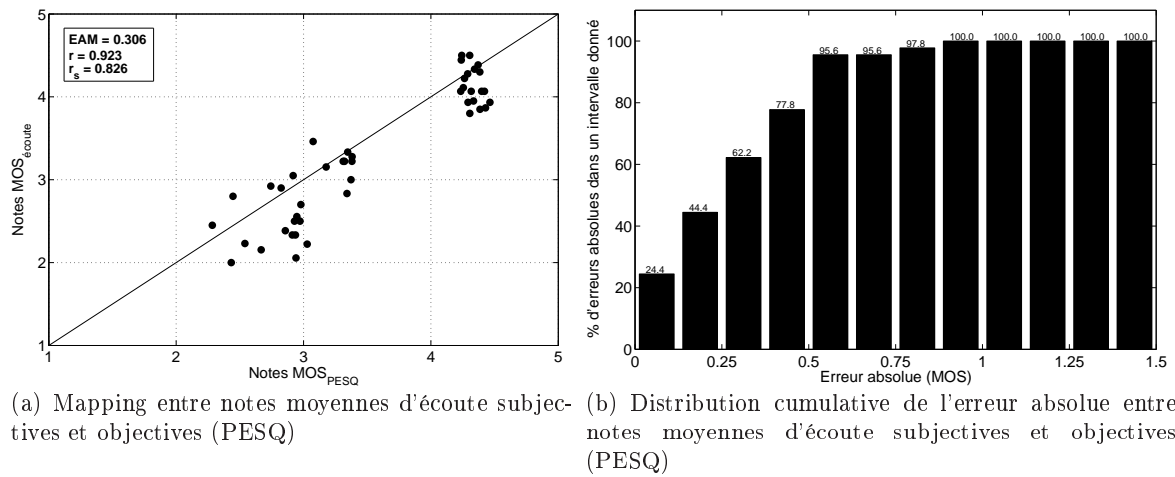 EAM = 0.306
r = 0.923
r_s = 0.826
5
4
3
2
1
Notes MOS_écoute
1 2 3 4 5
Notes MOS_PESQ
(a) Mapping entre notes moyennes d'écoute subjec-
tives et objectives (PESQ)
% d'erreurs absolues dans un intervalle donné
100
80
60
40
20
0
24.4 44.4 62.2 77.8 95.6 95.6 97.8 100.0 100.0 100.0 100.0
0 0.25 0.5 0.75 1 1.25 1.5
Erreur absolue (MOS)
(b) Distribution cumulative de l'erreur absolue entre
notes moyennes d'écoute subjectives et objectives
(PESQ)